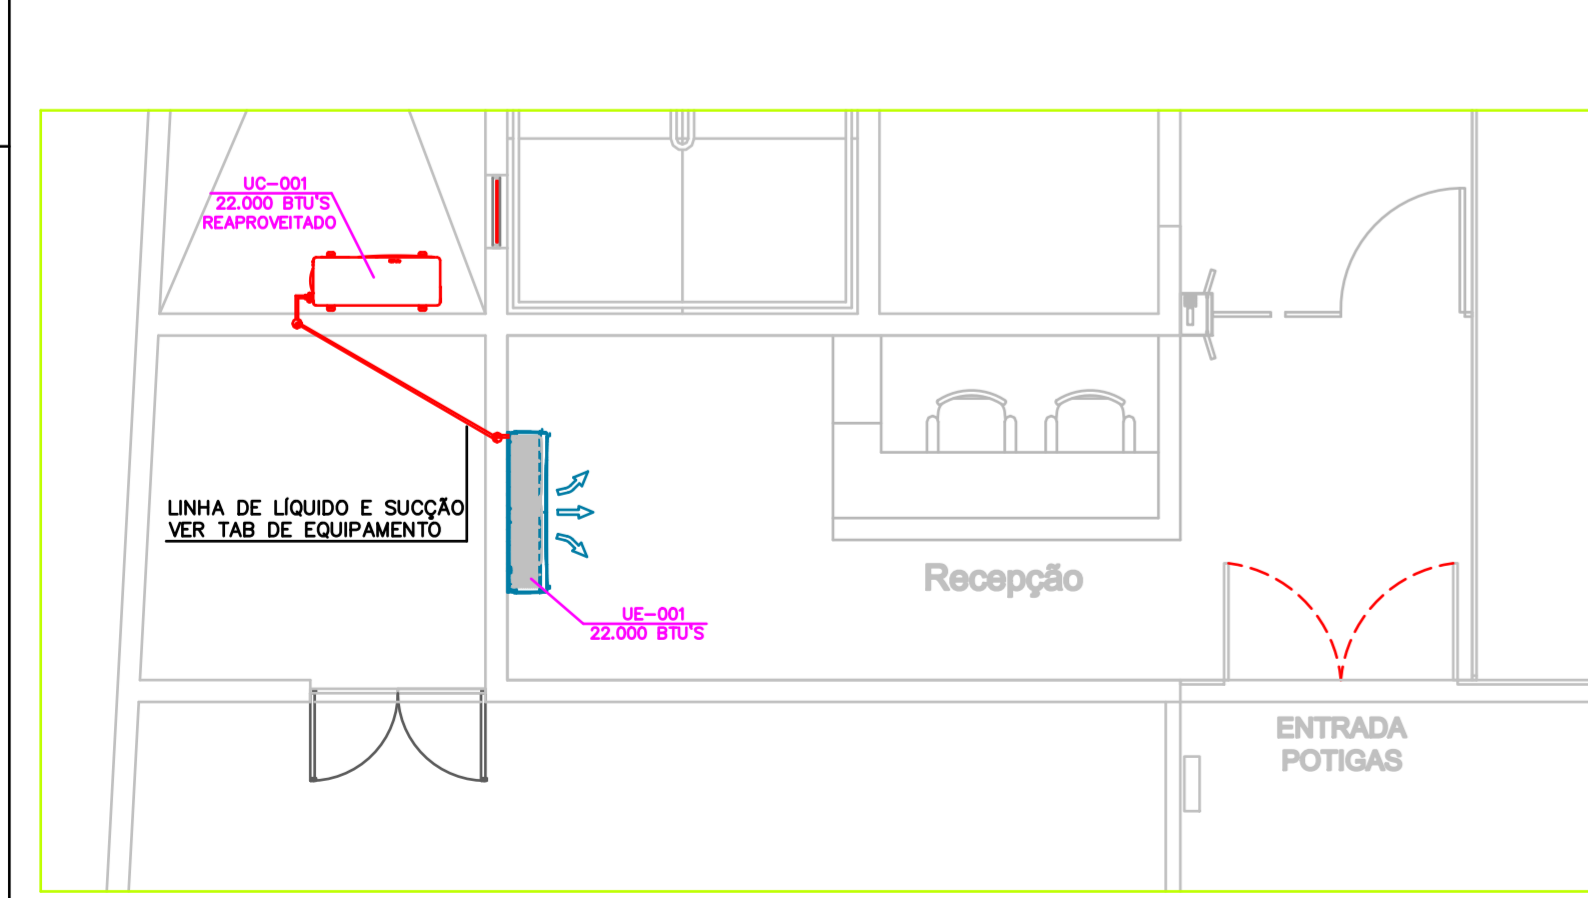 UC-001
22.000 BTU'S
REAPROVEITADO
LINHA DE LÍQUIDO E SUCÇÃO
VER TAB DE EQUIPAMENTO
Recepção
UE-001
22.000 BTU'S
ENTRADA
POTIGAS